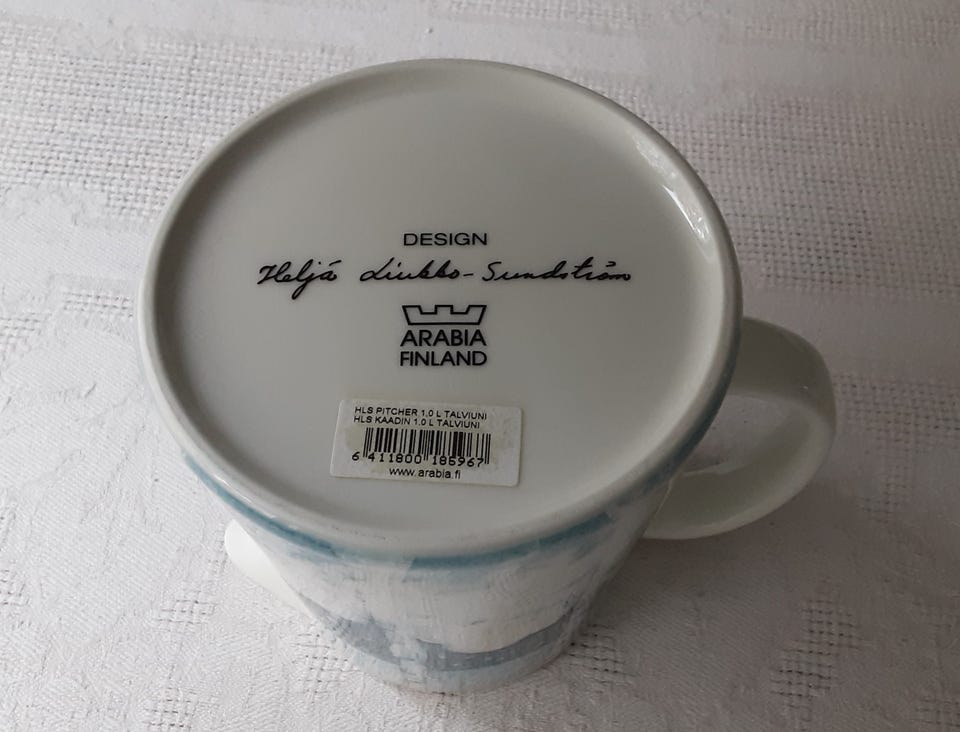 DESIGN
Heljä Liukko-Sundström
ARABIA
FINLAND
HLS PITCHER 1.0 L TALVIUNI
HLS KAADIN 1.0 L TALVIUNI
6 411800 185967
www.arabia.fi